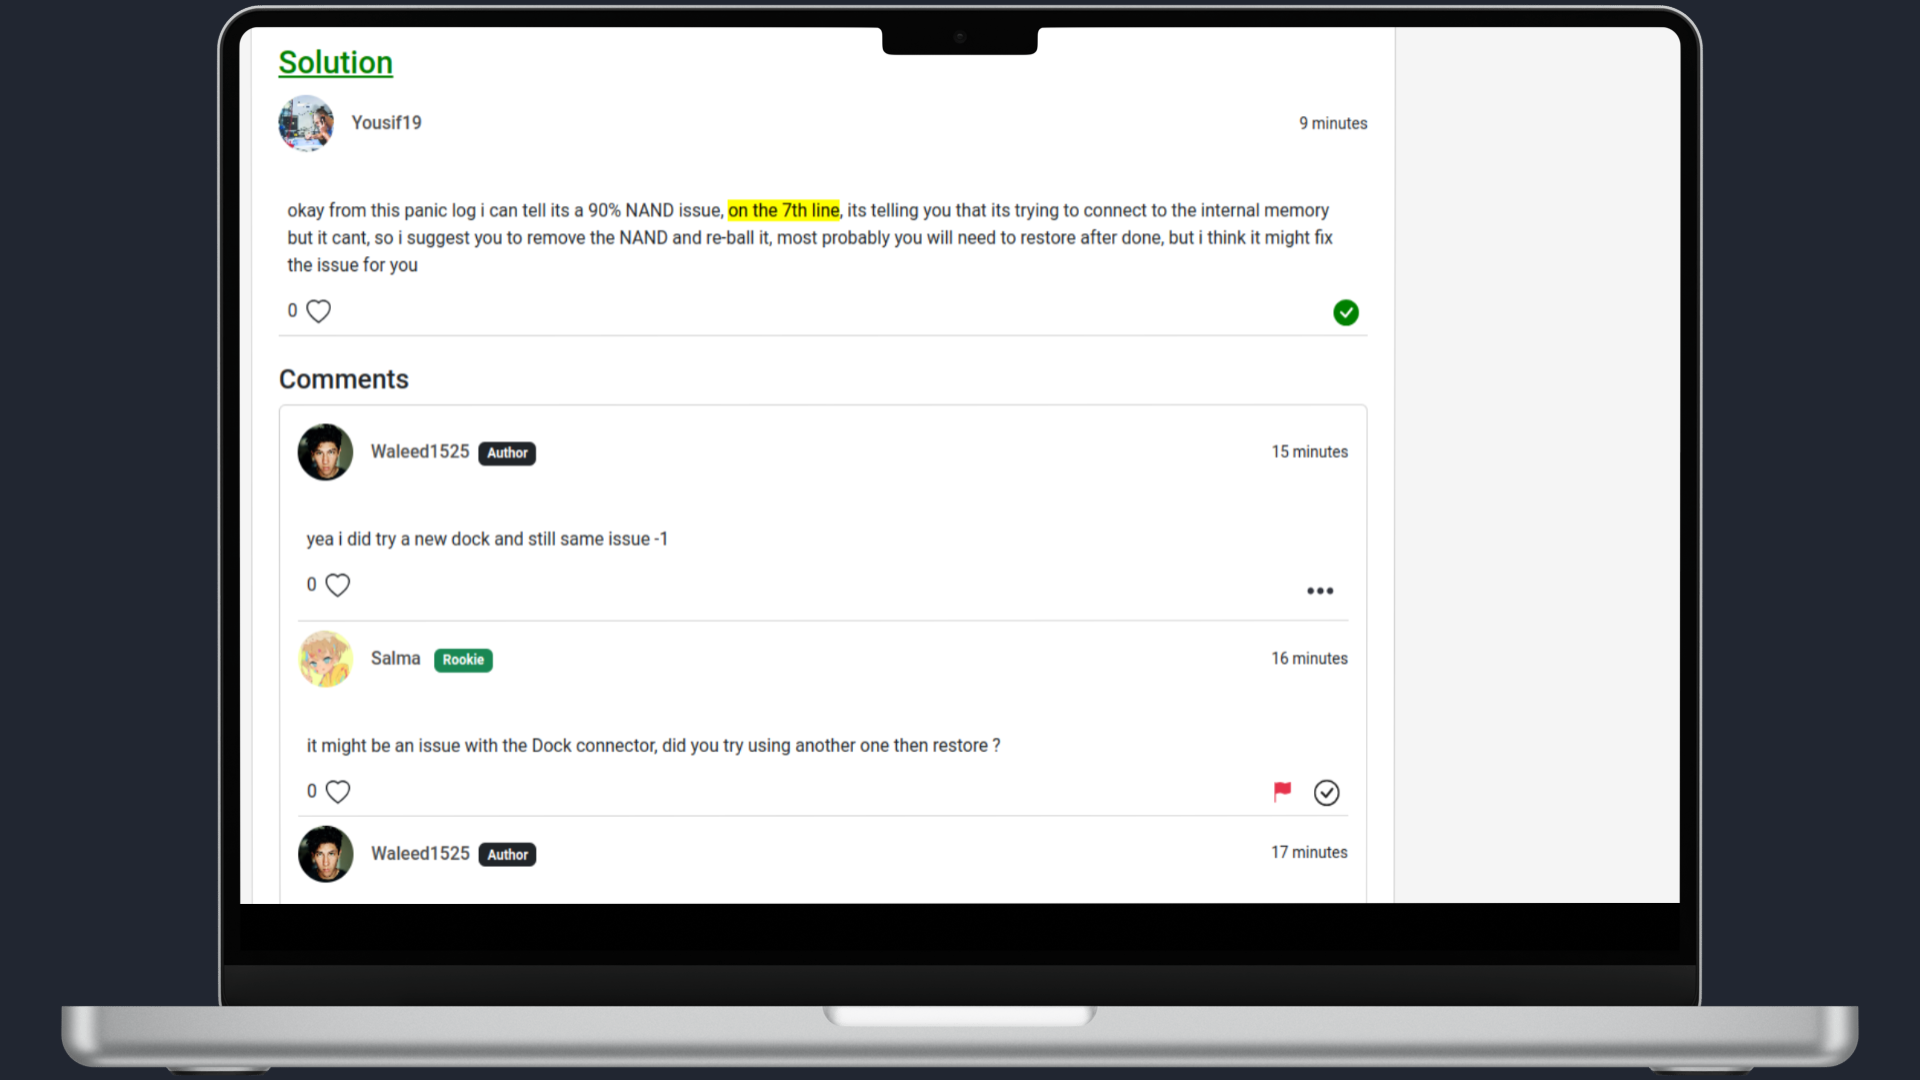 Solution
Yousif19
9 minutes
okay from this panic log i can tell its a 90% NAND issue, on the 7th line, its telling you that its trying to connect to the internal memory
but it cant, so i suggest you to remove the NAND and re-ball it, most probably you will need to restore after done, but i think it might fix
the issue for you
0
Comments
Waleed1525 Author
15 minutes
yea i did try a new dock and still same issue -1
0
Salma Rookie
16 minutes
it might be an issue with the Dock connector, did you try using another one then restore ?
0
Waleed1525 Author
17 minutes